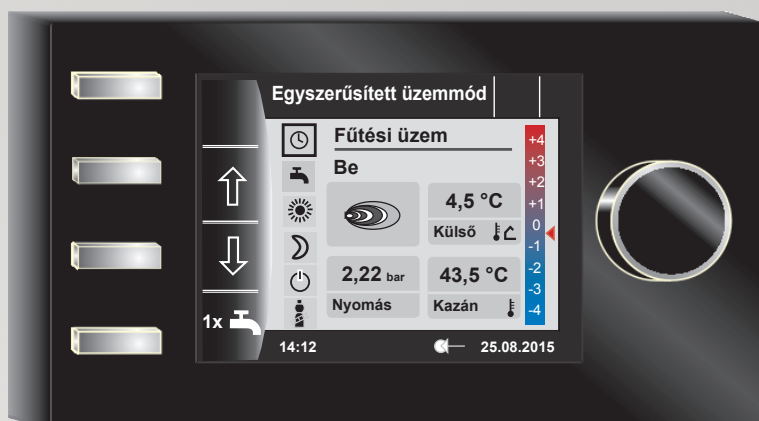 Egyszerűsített üzemmód
Fűtési üzem
Be
4,5 °C
Külső
2,22 bar
Nyomás
43,5 °C
Kazán
+4
+3
+2
+1
0
-1
-2
-3
-4
1x
14:12
25.08.2015